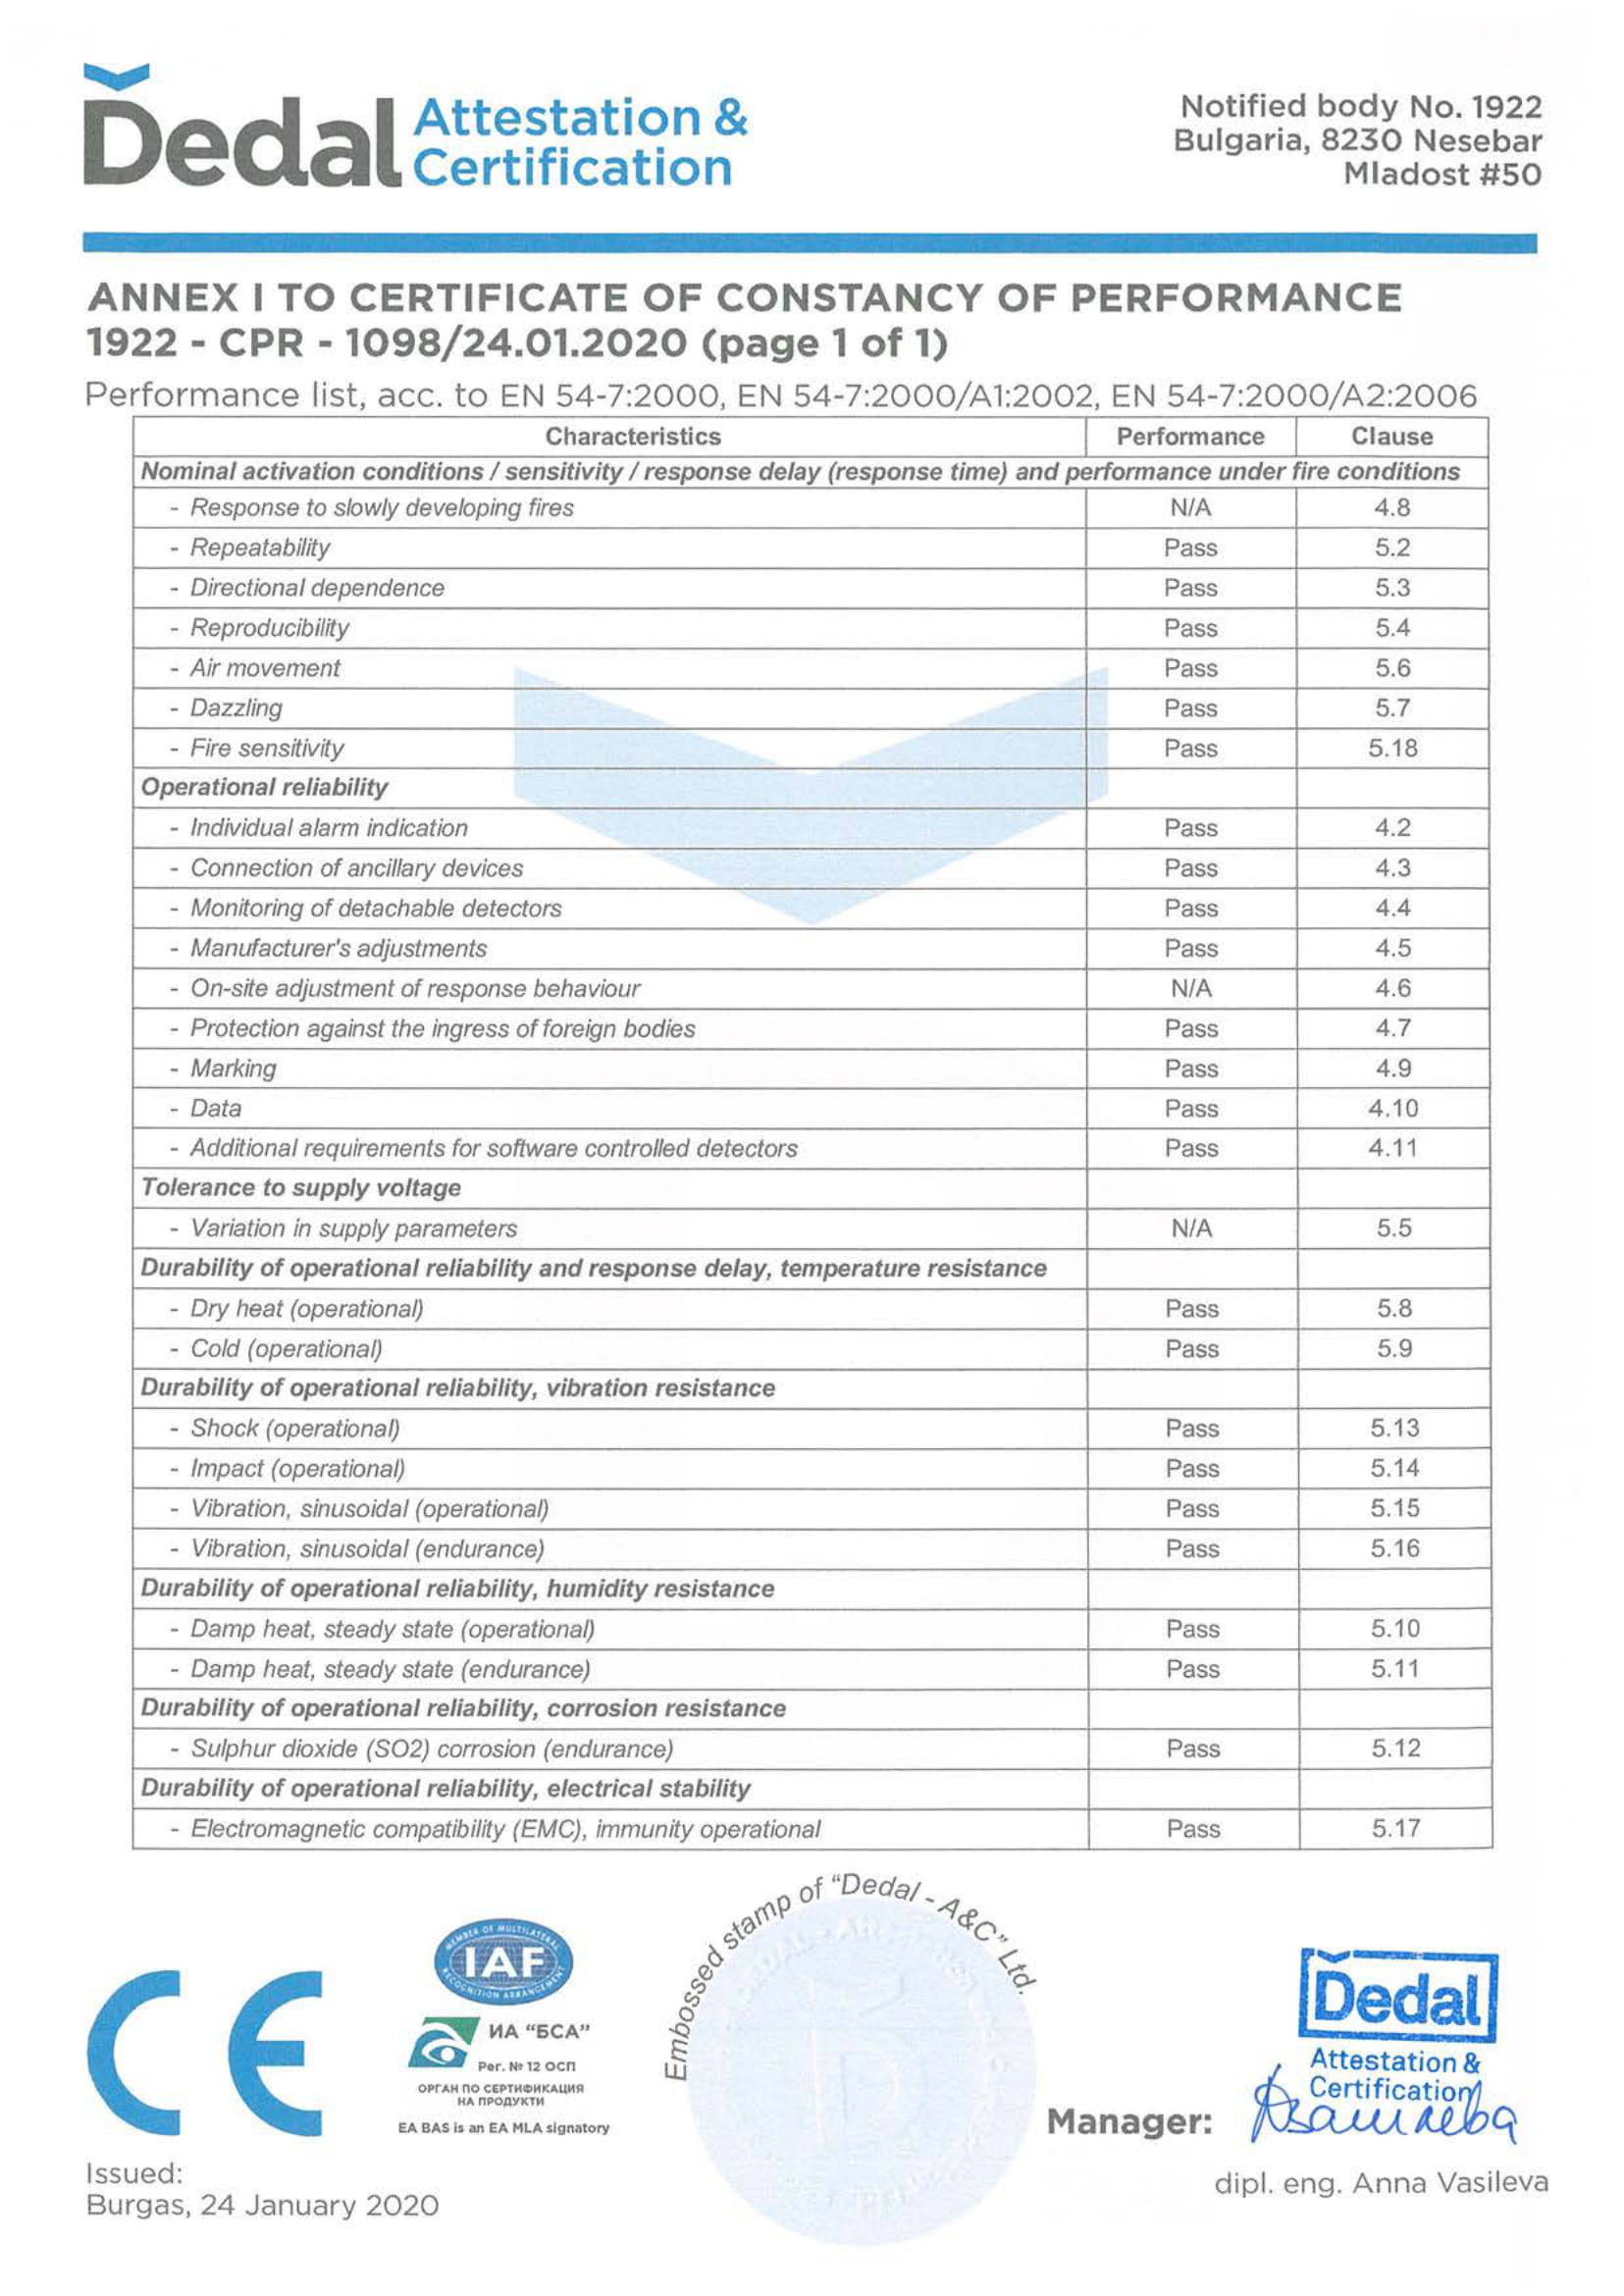 Dedal Attestation &
Certification
Notified body No. 1922
Bulgaria, 8230 Nesebar
Mladost #50
ANNEX I TO CERTIFICATE OF CONSTANCY OF PERFORMANCE
1922 - CPR - 1098/24.01.2020 (page 1 of 1)
Performance list, acc. to EN 54-7:2000, EN 54-7:2000/A1:2002, EN 54-7:2000/A2:2006
Characteristics Performance Clause
Nominal activation conditions / sensitivity / response delay (response time) and performance under fire conditions
- Response to slowly developing fires N/A 4.8
- Repeatability Pass 5.2
- Directional dependence Pass 5.3
- Reproducibility Pass 5.4
- Air movement Pass 5.6
- Dazzling Pass 5.7
- Fire sensitivity Pass 5.18
Operational reliability
- Individual alarm indication Pass 4.2
- Connection of ancillary devices Pass 4.3
- Monitoring of detachable detectors Pass 4.4
- Manufacturer's adjustments Pass 4.5
- On-site adjustment of response behaviour N/A 4.6
- Protection against the ingress of foreign bodies Pass 4.7
- Marking Pass 4.9
- Data Pass 4.10
- Additional requirements for software controlled detectors Pass 4.11
Tolerance to supply voltage
- Variation in supply parameters N/A 5.5
Durability of operational reliability and response delay, temperature resistance
- Dry heat (operational) Pass 5.8
- Cold (operational) Pass 5.9
Durability of operational reliability, vibration resistance
- Shock (operational) Pass 5.13
- Impact (operational) Pass 5.14
- Vibration, sinusoidal (operational) Pass 5.15
- Vibration, sinusoidal (endurance) Pass 5.16
Durability of operational reliability, humidity resistance
- Damp heat, steady state (operational) Pass 5.10
- Damp heat, steady state (endurance) Pass 5.11
Durability of operational reliability, corrosion resistance
- Sulphur dioxide (SO2) corrosion (endurance) Pass 5.12
Durability of operational reliability, electrical stability
- Electromagnetic compatibility (EMC), immunity operational Pass 5.17
CE
MEMBER OF MULTILATERAL
IAF
RECOGNITION ARRANGEMENT
ИА "БСА"
Рег. № 12 ОСП
ОРГАН ПО СЕРТИФИКАЦИЯ
НА ПРОДУКТИ
EA BAS is an EA MLA signatory
Embossed stamp of "Dedal - A&C" Ltd.
Dedal
Attestation &
Certification
Manager:
dipl. eng. Anna Vasileva
Issued:
Burgas, 24 January 2020